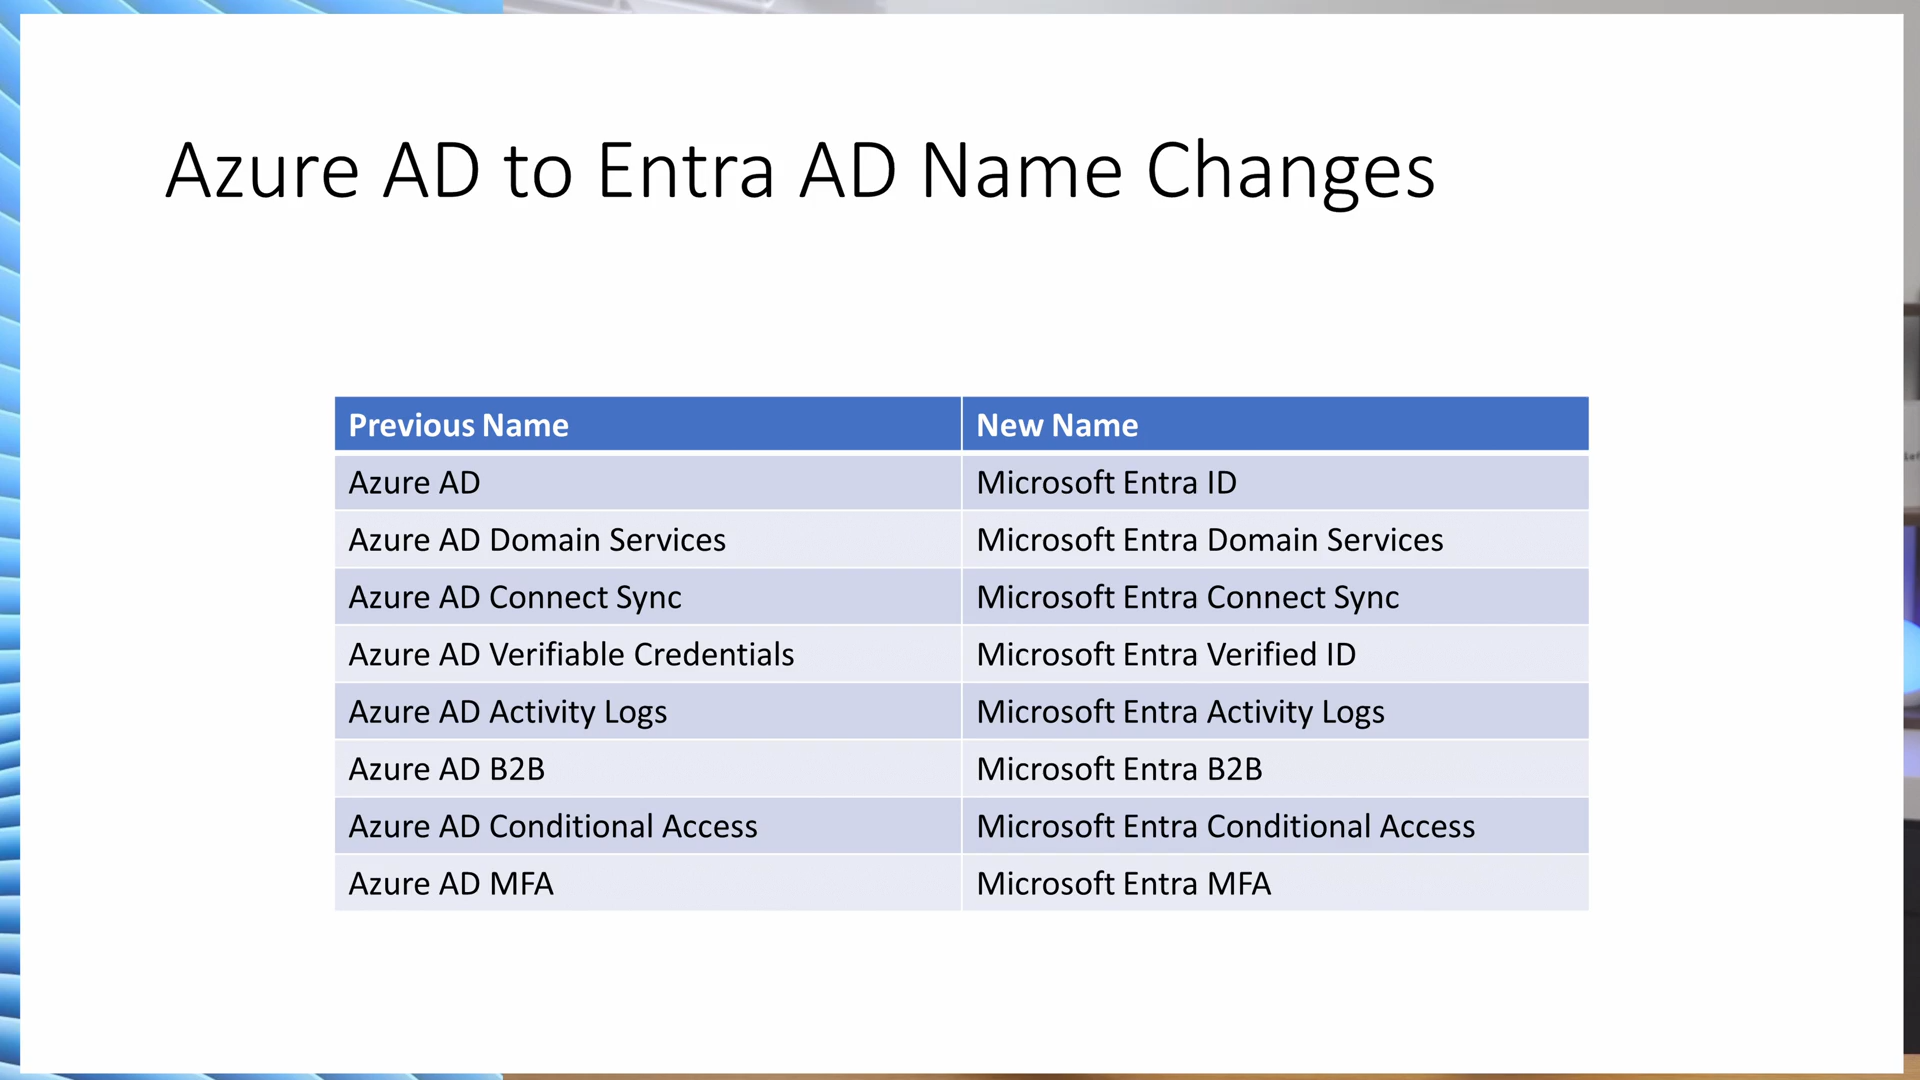 Azure AD to Entra AD Name Changes
Previous Name New Name
Azure AD Microsoft Entra ID
Azure AD Domain Services Microsoft Entra Domain Services
Azure AD Connect Sync Microsoft Entra Connect Sync
Azure AD Verifiable Credentials Microsoft Entra Verified ID
Azure AD Activity Logs Microsoft Entra Activity Logs
Azure AD B2B Microsoft Entra B2B
Azure AD Conditional Access Microsoft Entra Conditional Access
Azure AD MFA Microsoft Entra MFA